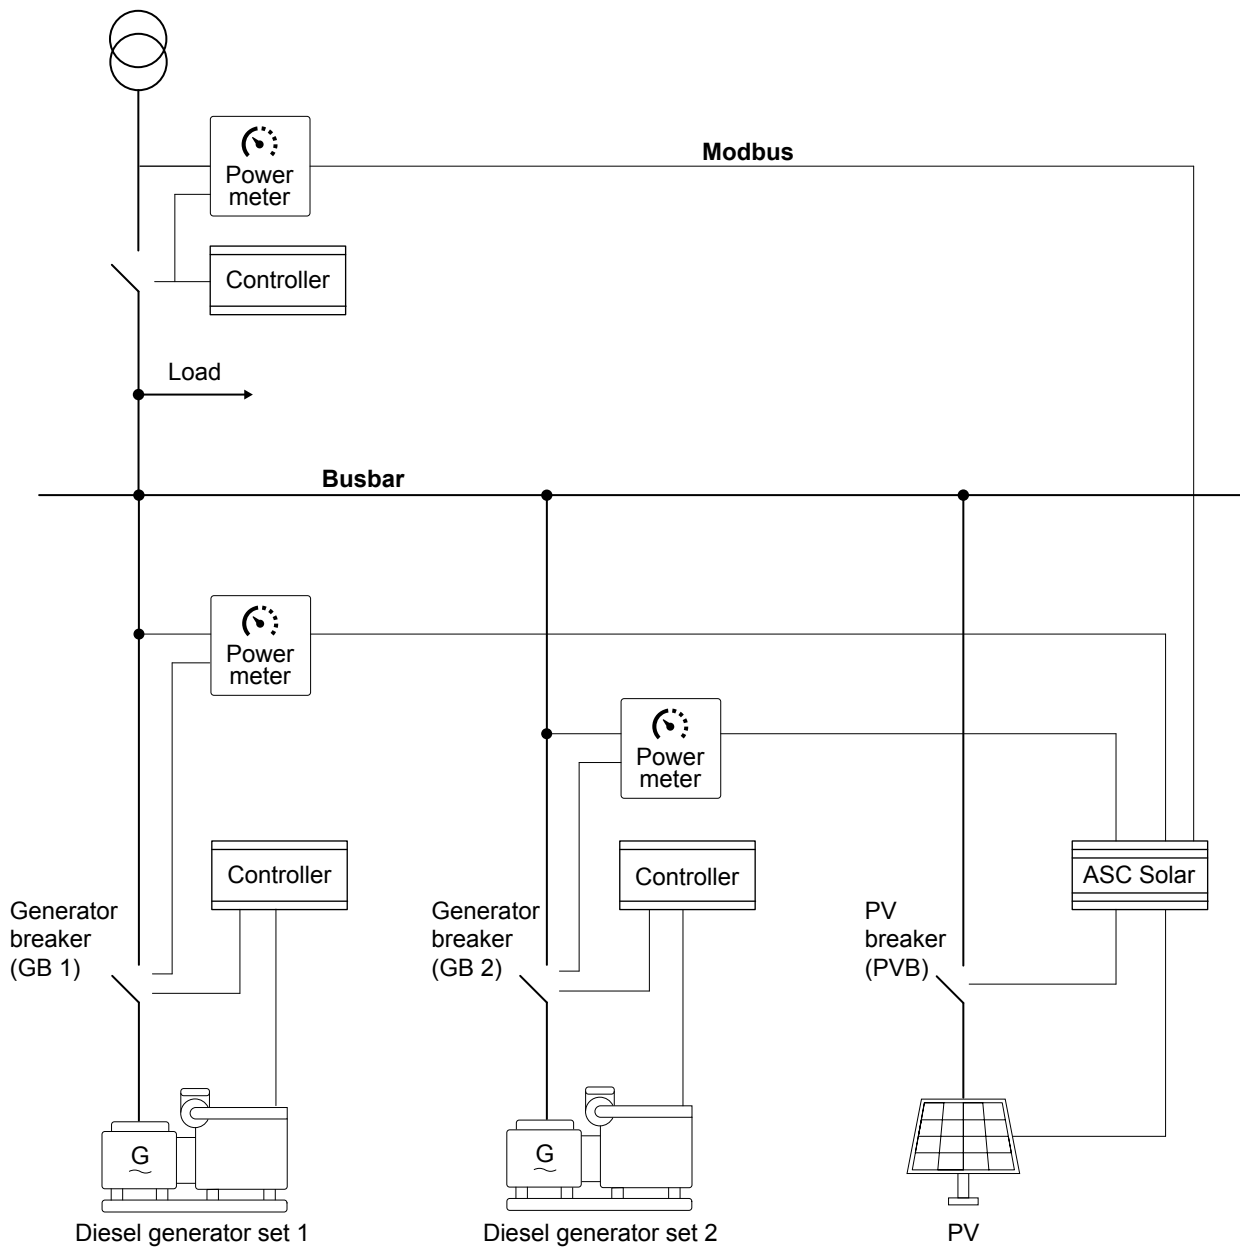 Power
meter
Modbus
Controller
Load
Busbar
Power
meter
Power
meter
Controller
Controller
ASC Solar
Generator
breaker
(GB 1)
Generator
breaker
(GB 2)
PV
breaker
(PVB)
G
~
G
~
Diesel generator set 1
Diesel generator set 2
PV